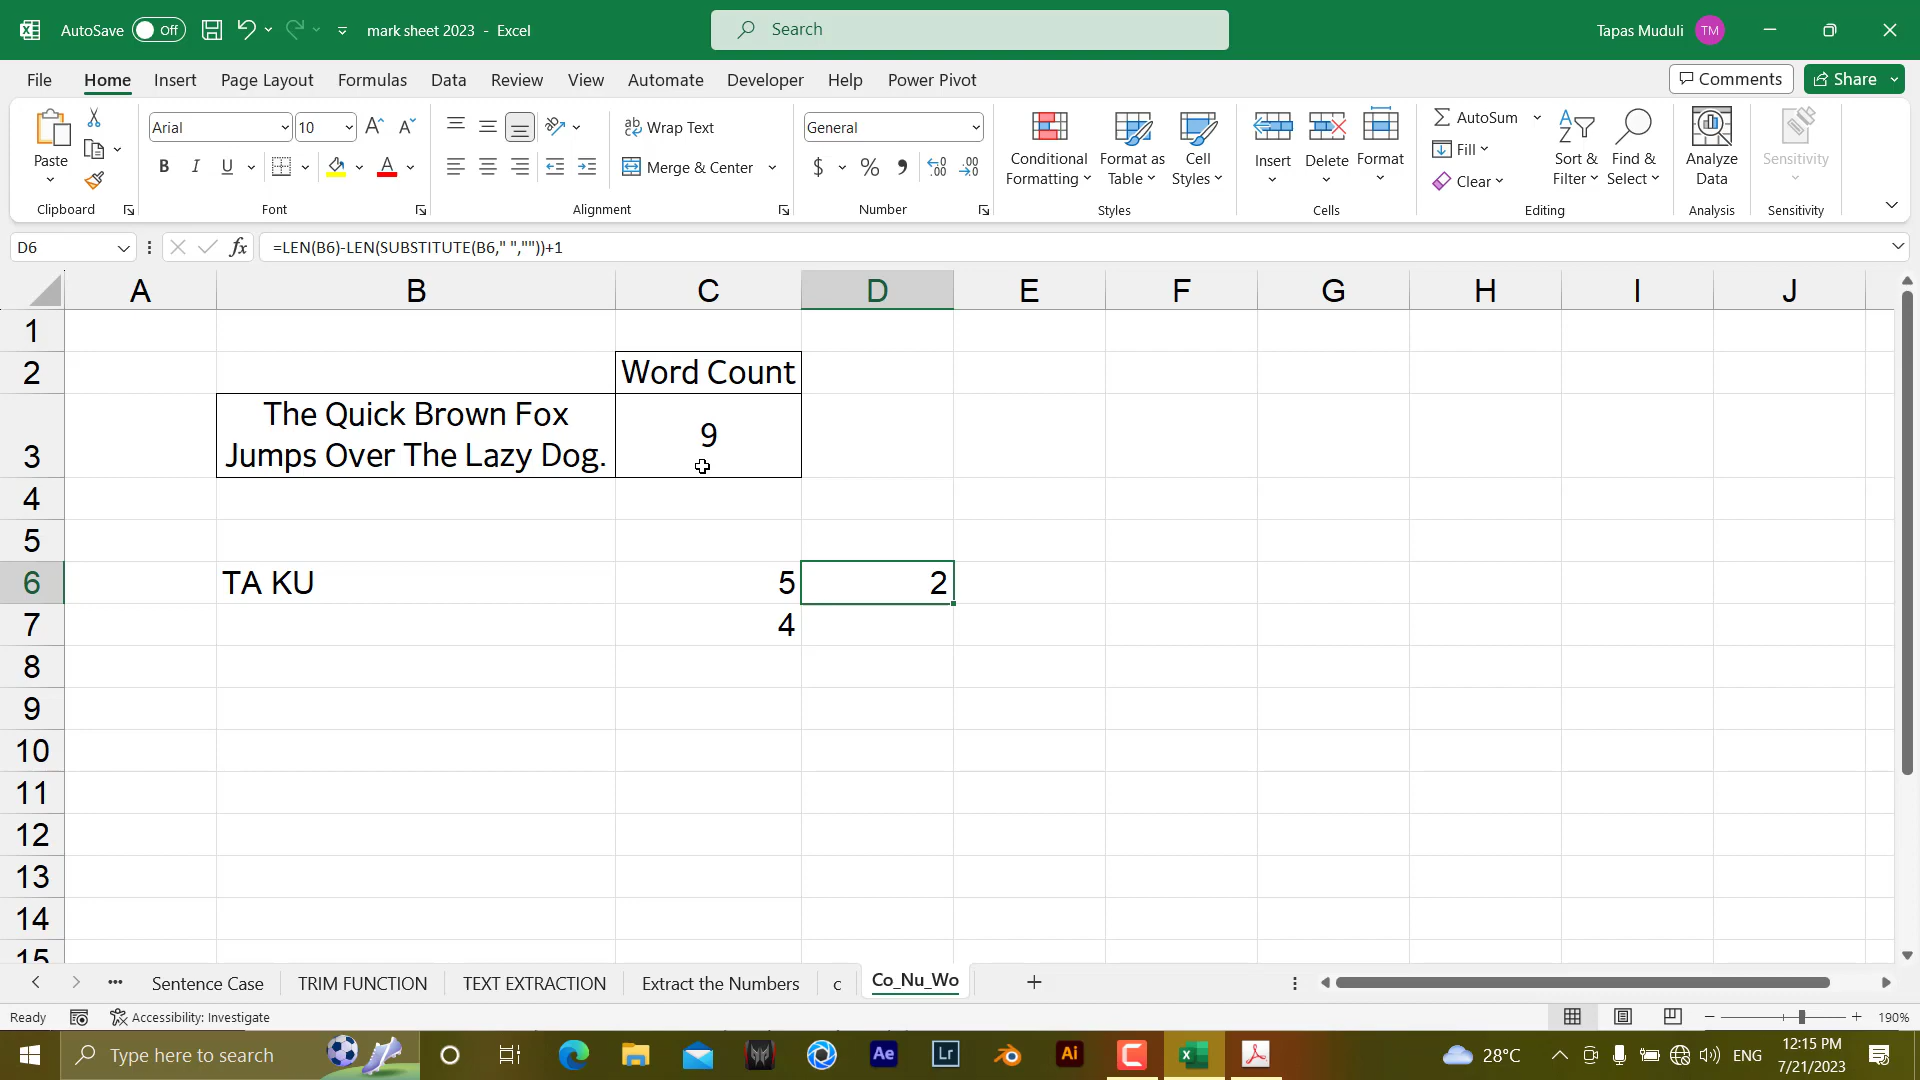 AutoSave Off mark sheet 2023 - Excel Search Tapas Muduli TM
File Home Insert Page Layout Formulas Data Review View Automate Developer Help Power Pivot Comments Share
Paste Arial 10 Wrap Text General Conditional Formatting Format as Table Cell Styles Insert Delete Format AutoSum Sort & Filter Find & Select Analyze Data Sensitivity
B I U A Merge & Center $ % Fill Clear
Clipboard Font Alignment Number Styles Cells Editing Analysis Sensitivity
D6 fx =LEN(B6)-LEN(SUBSTITUTE(B6," ",""))+1
A B C D E F G H I J
1
2 Word Count
3 The Quick Brown Fox
Jumps Over The Lazy Dog. 9
4
5
6 TA KU 5 2
7 4
8
9
10
11
12
13
14
15
Sentence Case TRIM FUNCTION TEXT EXTRACTION Extract the Numbers c Co_Nu_Wo
Ready Accessibility: Investigate 190%
Type here to search Ae Lrc Ai 28°C ENG 12:15 PM
7/21/2023